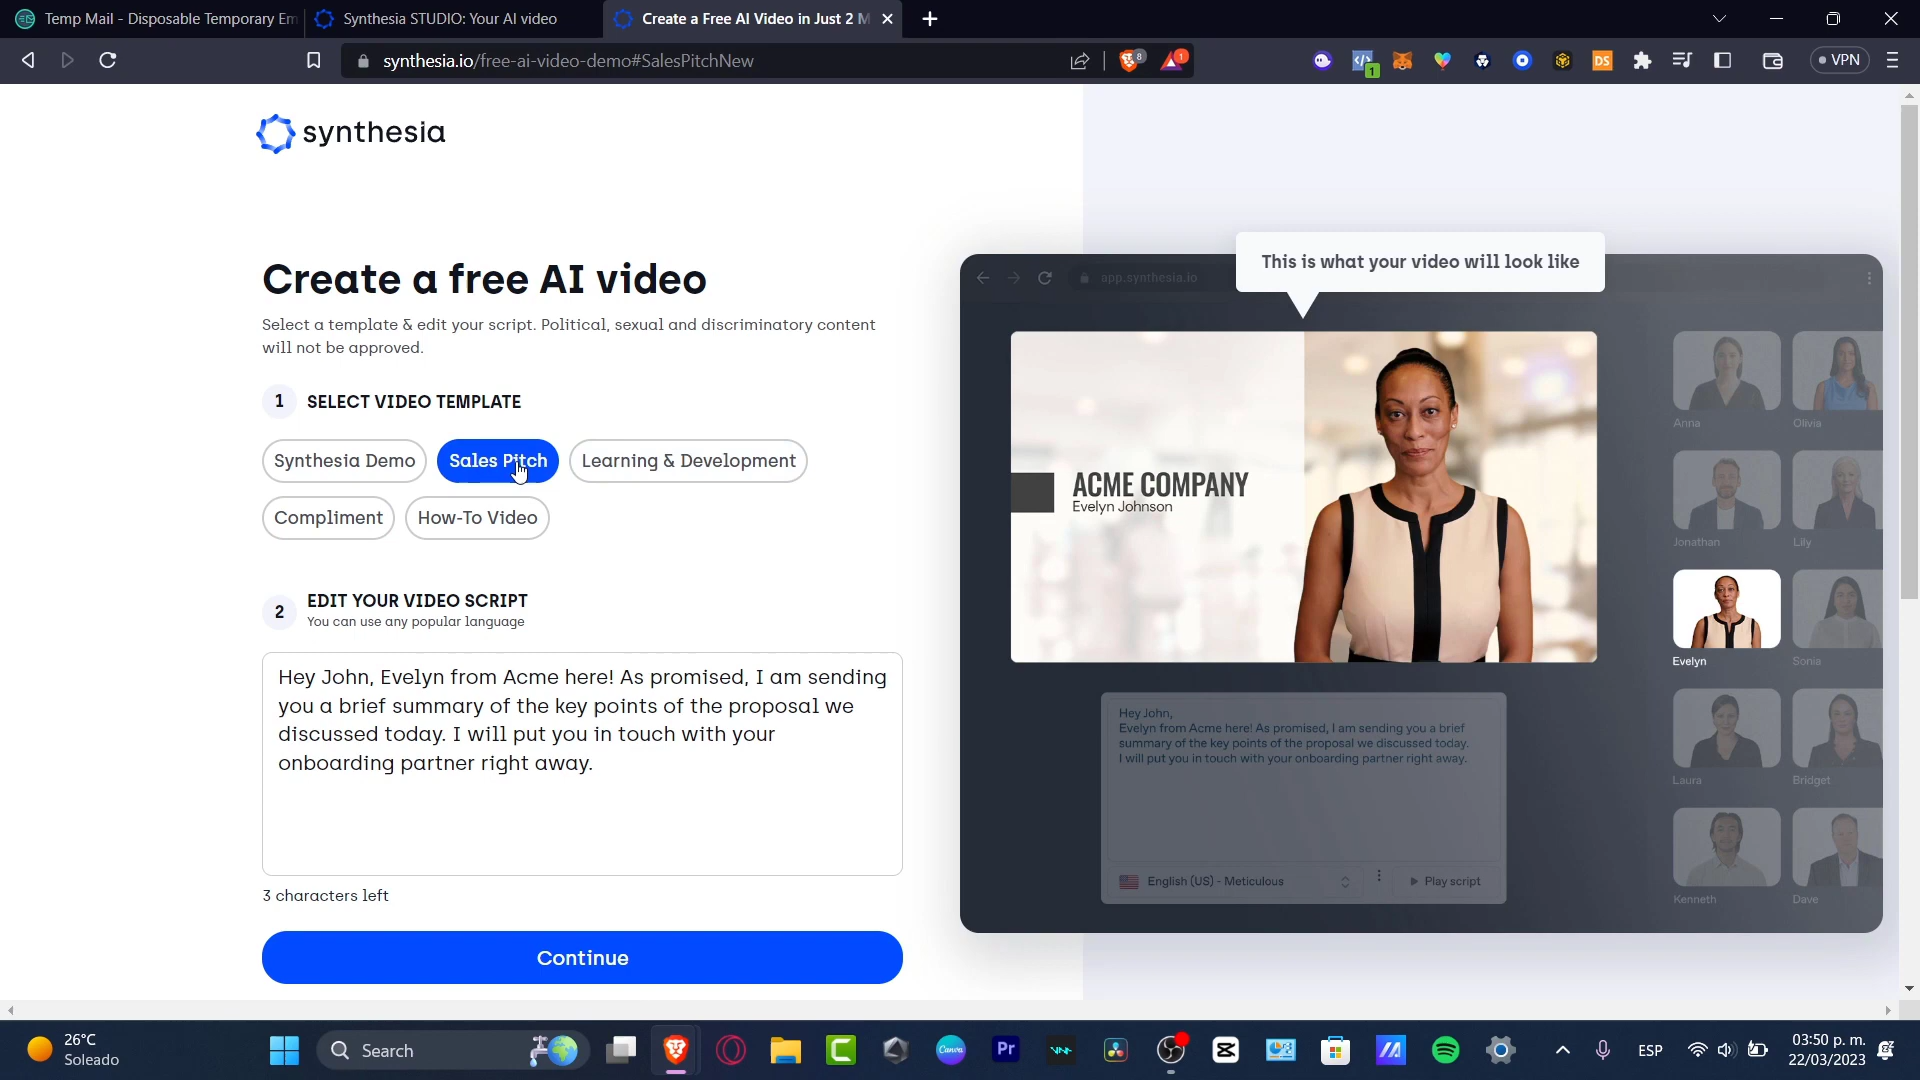 Temp Mail - Disposable Temporary Em
Synthesia STUDIO: Your AI video
Create a Free AI Video in Just 2 M
synthesia.io/free-ai-video-demo#SalesPitchNew
8
1
1
DS
VPN
synthesia
Create a free AI video
Select a template & edit your script. Political, sexual and discriminatory content
will not be approved.
1 SELECT VIDEO TEMPLATE
Synthesia Demo
Sales Pitch
Learning & Development
Compliment
How-To Video
2 EDIT YOUR VIDEO SCRIPT
You can use any popular language
Hey John, Evelyn from Acme here! As promised, I am sending
you a brief summary of the key points of the proposal we
discussed today. I will put you in touch with your
onboarding partner right away.
3 characters left
Continue
This is what your video will look like
app.synthesia.io
ACME COMPANY
Evelyn Johnson
Hey John,
Evelyn from Acme here! As promised, I am sending you a brief
summary of the key points of the proposal we discussed today.
I will put you in touch with your onboarding partner right away.
English (US) - Meticulous
Play script
Anna
Olivia
Jonathan
Lily
Evelyn
Sonia
Laura
Bridget
Kenneth
Dave
26°C
Soleado
Search
Canva
Pr
ESP
03:50 p. m.
22/03/2023